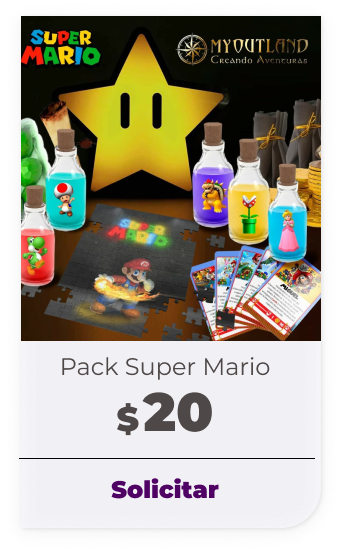 SUPER
MARIO
MYOUTLAND
Creando Aventuras
SUPER
MARIO
Pack Super Mario
$20
Solicitar